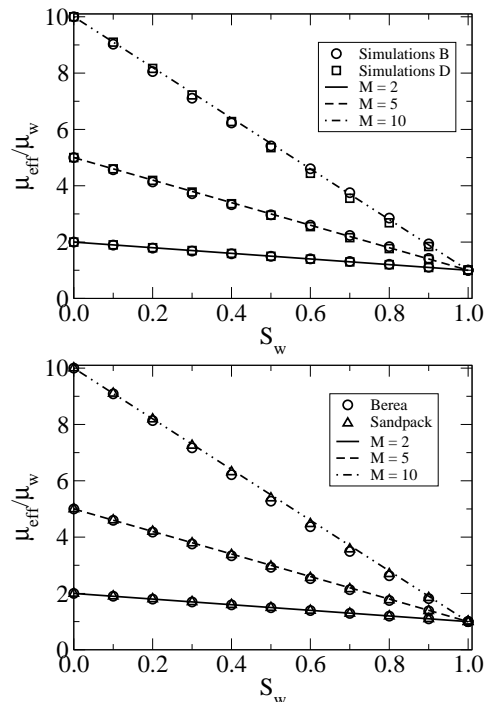 10
8
6
4
2
0
μeff/μw
Simulations B
Simulations D
M = 2
M = 5
M = 10
0.0 0.2 0.4 0.6 0.8 1.0
Sw
10
8
6
4
2
0
μeff/μw
Berea
Sandpack
M = 2
M = 5
M = 10
0.0 0.2 0.4 0.6 0.8 1.0
Sw